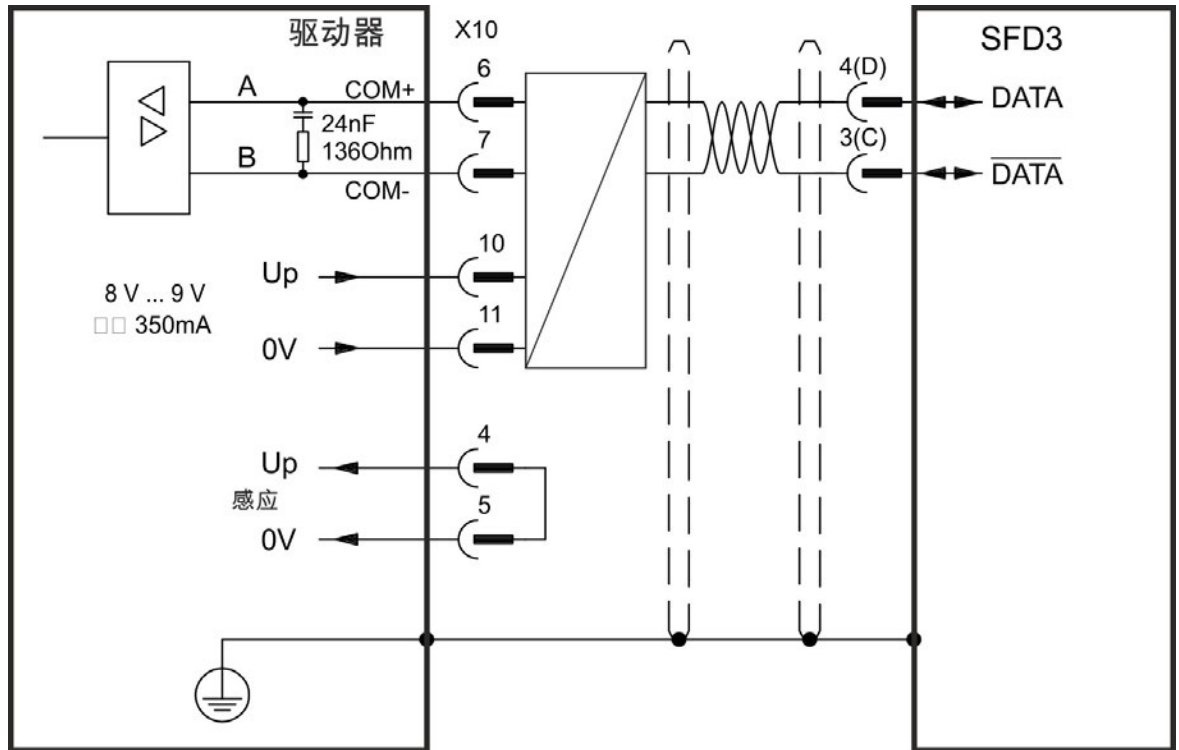 驱动器
X10
SFD3
6
4(D)
A
COM+
DATA
24nF
136Ohm
7
3(C)
B
COM-
DATA
10
Up
8 V ... 9 V
□□ 350mA
11
0V
4
Up
感应
5
0V